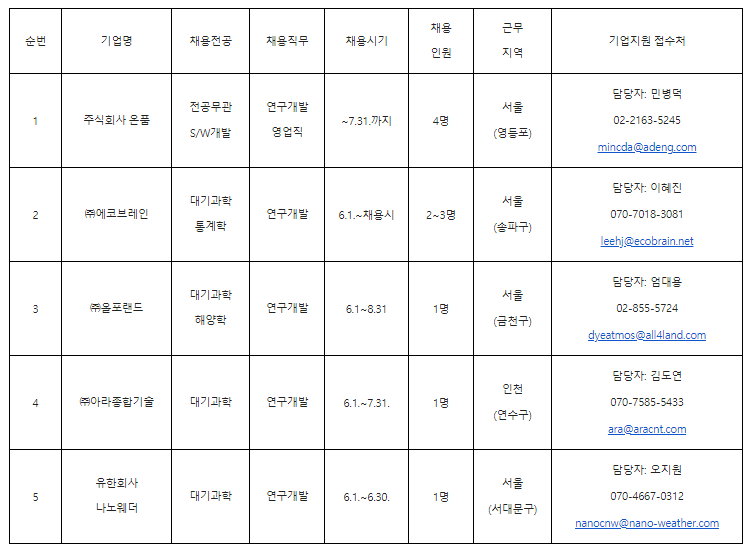 순번 기업명 채용전공 채용직무 채용시기 채용 인원 근무 지역 기업지원 접수처
1 주식회사 온품 전공무관 S/W개발 연구개발 영업직 ~7.31.까지 4명 서울 (영등포) 담당자: 민병덕
02-2163-5245
mincda@adeng.com
2 ㈜에코브레인 대기과학 통계학 연구개발 6.1.~채용시 2~3명 서울 (송파구) 담당자: 이혜진
070-7018-3081
leehj@ecobrain.net
3 ㈜올포랜드 대기과학 해양학 연구개발 6.1~8.31 1명 서울 (금천구) 담당자: 엄대용
02-855-5724
dyeatmos@all4land.com
4 ㈜아라종합기술 대기과학 연구개발 6.1.~7.31. 1명 인천 (연수구) 담당자: 김도연
070-7585-5433
ara@aracnt.com
5 유한회사 나노웨더 대기과학 연구개발 6.1.~6.30. 1명 서울 (서대문구) 담당자: 오지원
070-4667-0312
nanocnw@nano-weather.com